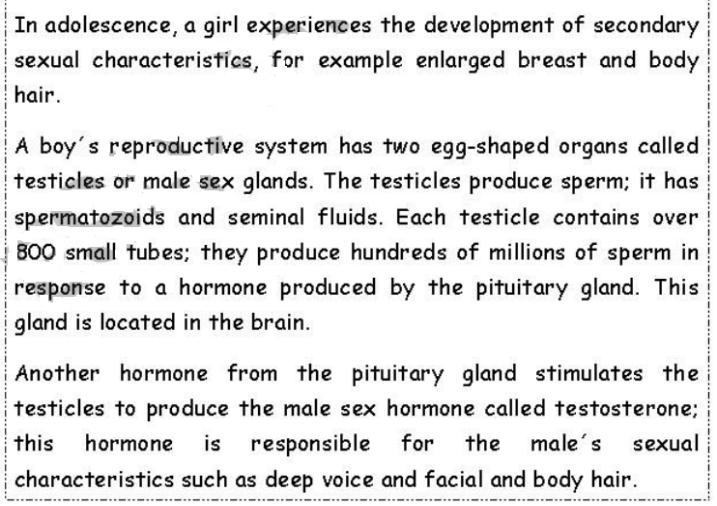 In adolescence, a girl experiences the development of secondary
sexual characteristics, for example enlarged breast and body
hair.
A boy´s reproductive system has two egg-shaped organs called
testicles or male sex glands. The testicles produce sperm; it has
spermatozoids and seminal fluids. Each testicle contains over
800 small tubes; they produce hundreds of millions of sperm in
response to a hormone produced by the pituitary gland. This
gland is located in the brain.
Another hormone from the pituitary gland stimulates the
testicles to produce the male sex hormone called testosterone;
this hormone is responsible for the male´s sexual
characteristics such as deep voice and facial and body hair.